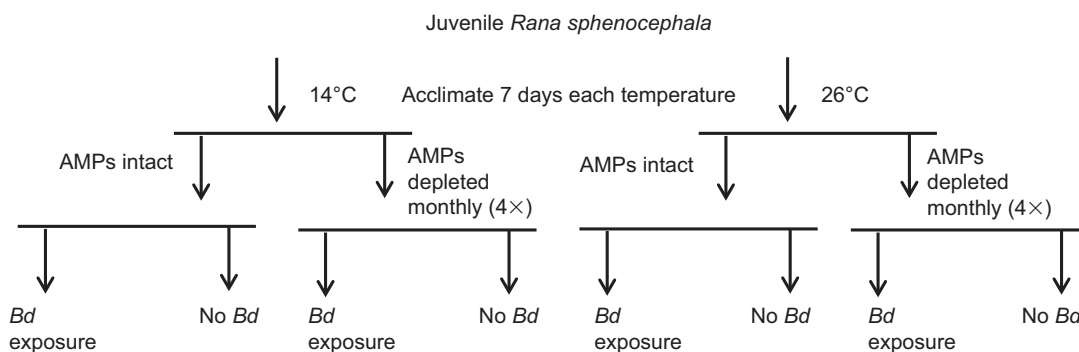 Juvenile Rana sphenocephala
14°C
Acclimate 7 days each temperature
26°C
AMPs intact
AMPs
depleted
monthly (4×)
AMPs intact
AMPs
depleted
monthly (4×)
Bd
exposure
No Bd
Bd
exposure
No Bd
Bd
exposure
No Bd
Bd
exposure
No Bd